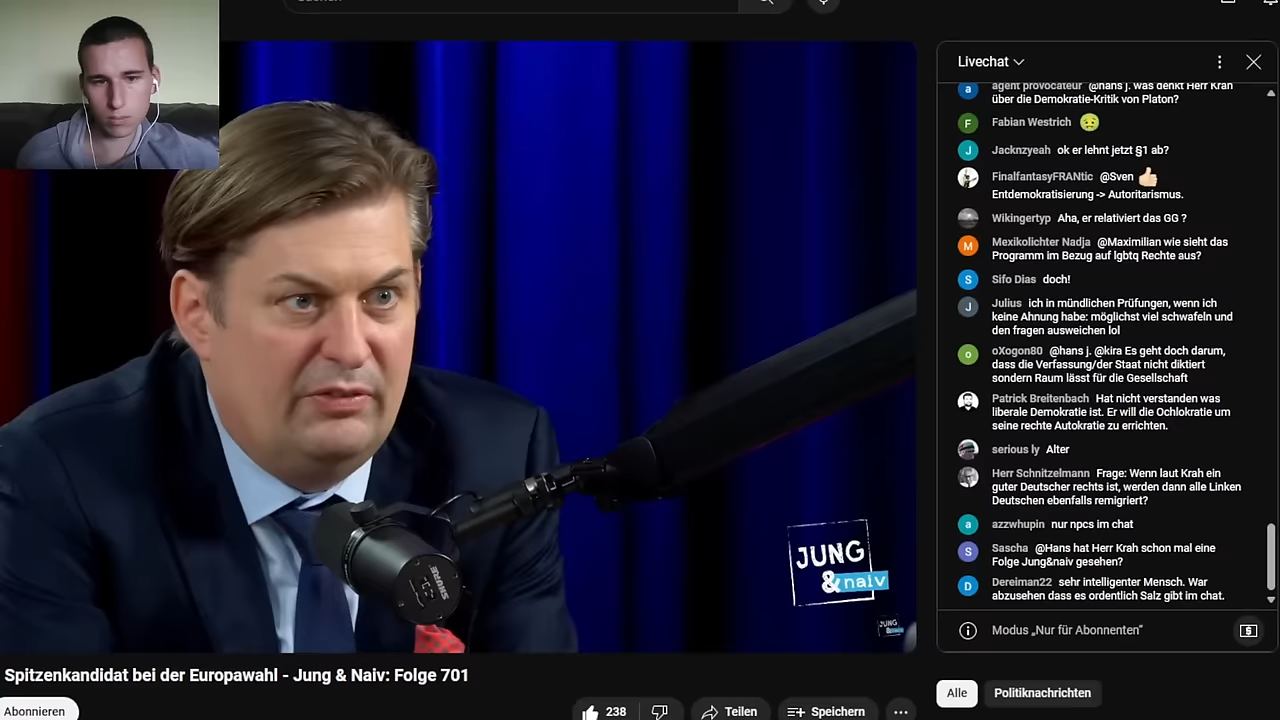 Suchen
Livechat
agent provocateur @hans j. was denkt Herr Krah
über die Demokratie-Kritik von Platon?
Fabian Westrich
Jacknzyeah ok er lehnt jetzt §1 ab?
FinalfantasyFRANtic @Sven
Entdemokratisierung -> Autoritarismus.
Wikingertyp Aha, er relativiert das GG ?
Mexikolichter Nadja @Maximilian wie sieht das
Programm im Bezug auf lgbtq Rechte aus?
Sifo Dias doch!
Julius ich in mündlichen Prüfungen, wenn ich
keine Ahnung habe: möglichst viel schwafeln und
den fragen ausweichen lol
oXogon80 @hans j. @kira Es geht doch darum,
dass die Verfassung/der Staat nicht diktiert
sondern Raum lässt für die Gesellschaft
Patrick Breitenbach Hat nicht verstanden was
liberale Demokratie ist. Er will die Ochlokratie um
seine rechte Autokratie zu errichten.
serious ly Alter
Herr Schnitzelmann Frage: Wenn laut Krah ein
guter Deutscher rechts ist, werden dann alle Linken
Deutschen ebenfalls remigriert?
azzwhupin nur npcs im chat
Sascha @Hans hat Herr Krah schon mal eine
Folge Jung&naiv gesehen?
Dereiman22 sehr intelligenter Mensch. War
abzusehen dass es ordentlich Salz gibt im chat.
Modus „Nur für Abonnenten"
SHURE
JUNG
& naiv
JUNG
& naiv
Spitzenkandidat bei der Europawahl - Jung & Naiv: Folge 701
Abonnieren
238
Teilen
Speichern
Alle
Politiknachrichten